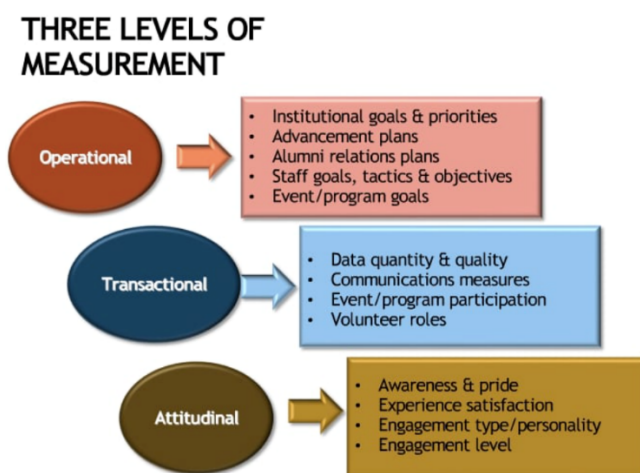 THREE LEVELS OF
MEASUREMENT
Operational
• Institutional goals & priorities
• Advancement plans
• Alumni relations plans
• Staff goals, tactics & objectives
• Event/program goals
Transactional
• Data quantity & quality
• Communications measures
• Event/program participation
• Volunteer roles
Attitudinal
• Awareness & pride
• Experience satisfaction
• Engagement type/personality
• Engagement level